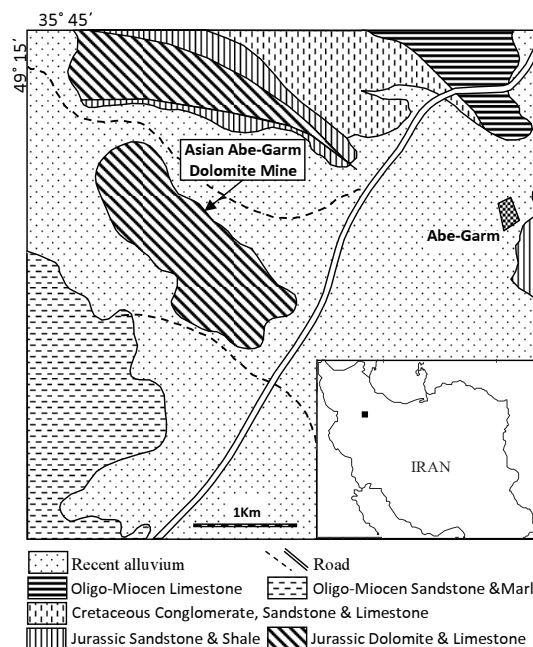 35° 45′
49° 15′
Asian Abe-Garm
Dolomite Mine
Abe-Garm
IRAN
1Km
Recent alluvium
Road
Oligo-Miocen Limestone
Oligo-Miocen Sandstone &Marl
Cretaceous Conglomerate, Sandstone & Limestone
Jurassic Sandstone & Shale
Jurassic Dolomite & Limestone